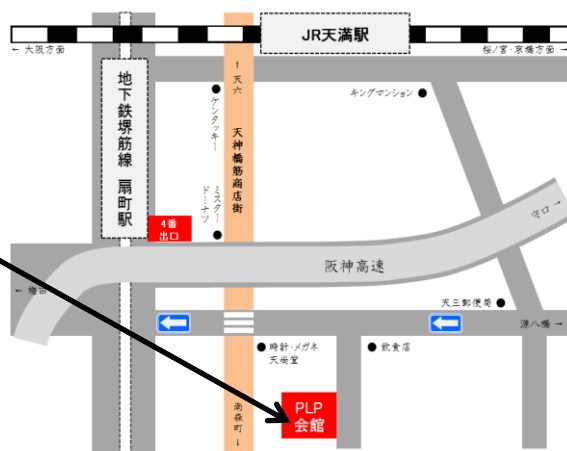 JR天満駅
← 大阪方面
桜ノ宮・京橋方面→
地下鉄堺筋線 扇町駅
↑天六
天神橋筋商店街
ケンタッキー
キングマンション
ミスター
ドーナツ
4番
出口
守口→
阪神高速
← 梅田
天三郵便局
源八橋→
時計・メガネ
天尚堂
飲食店
PLP
会館
南森町↓